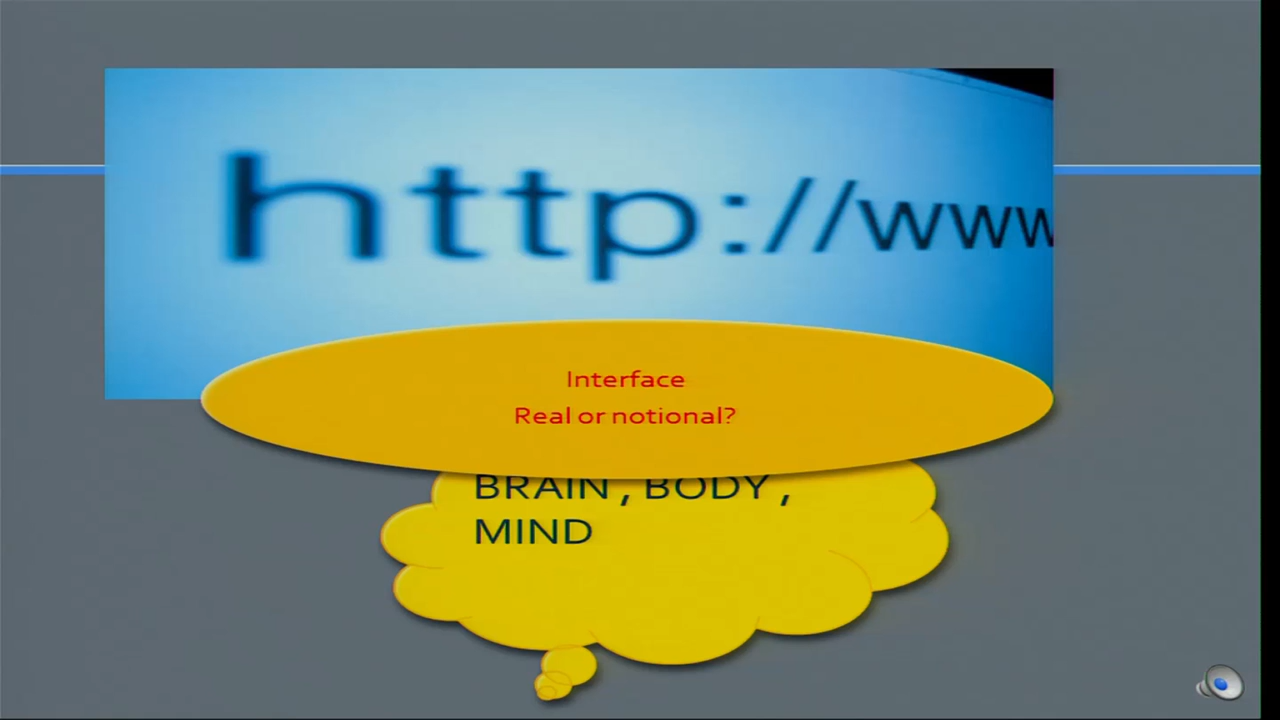 http://www
Interface
Real or notional?
BRAIN , BODY ,
MIND